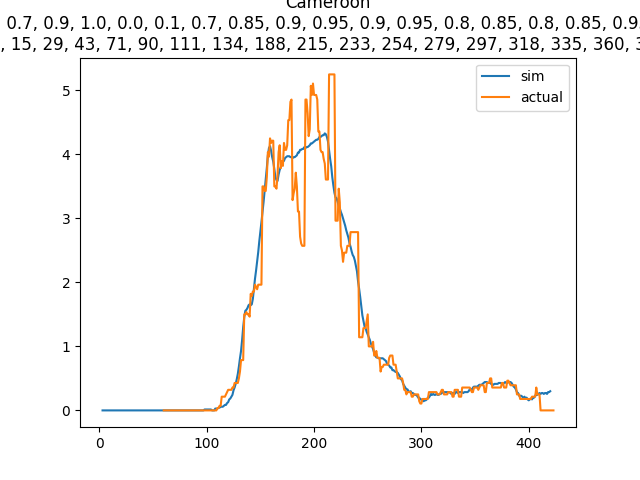 Cameroon
0.7, 0.9, 1.0, 0.0, 0.1, 0.7, 0.85, 0.9, 0.95, 0.9, 0.95, 0.8, 0.85, 0.8, 0.85, 0.9
, 15, 29, 43, 71, 90, 111, 134, 188, 215, 233, 254, 279, 297, 318, 335, 360, 3
sim
actual
5
4
3
2
1
0
0 100 200 300 400